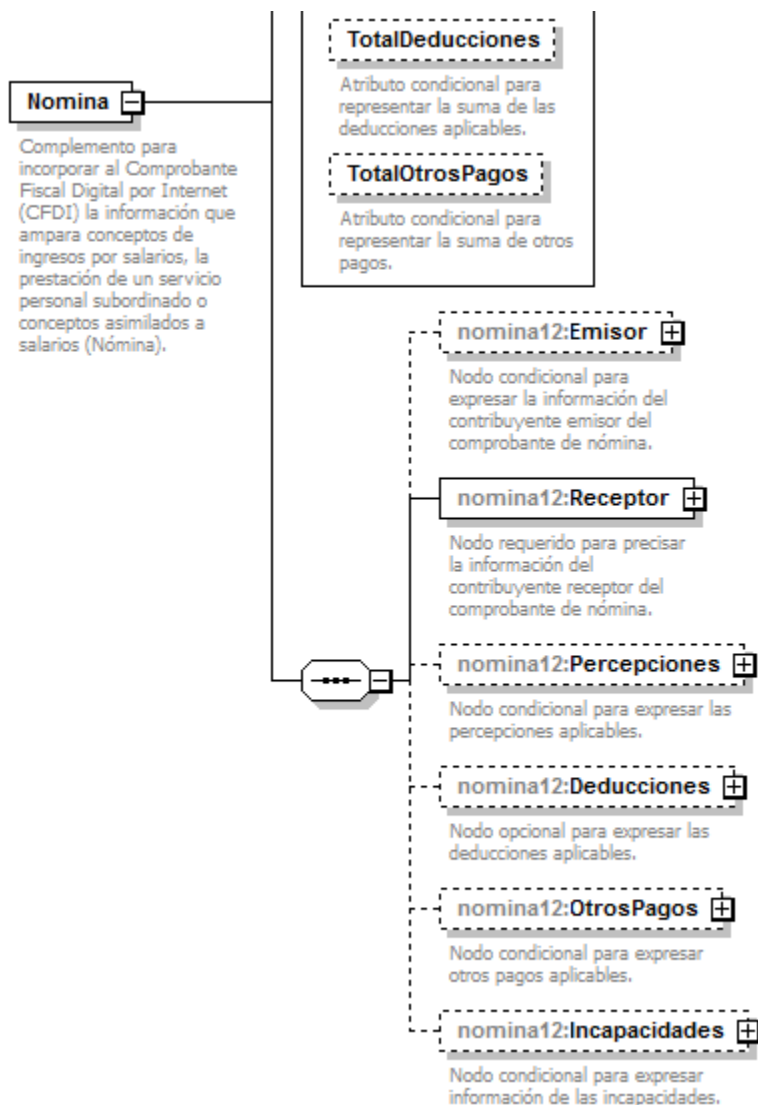 TotalDeducciones
Atributo condicional para
representar la suma de las
deducciones aplicables.
Nomina
Complemento para
incorporar al Comprobante
Fiscal Digital por Internet
(CFDI) la información que
ampara conceptos de
ingresos por salarios, la
prestación de un servicio
personal subordinado o
conceptos asimilados a
salarios (Nómina).
TotalOtrosPagos
Atributo condicional para
representar la suma de otros
pagos.
nomina12:Emisor
Nodo condicional para
expresar la información del
contribuyente emisor del
comprobante de nómina.
nomina12:Receptor
Nodo requerido para precisar
la información del
contribuyente receptor del
comprobante de nómina.
nomina12:Percepciones
Nodo condicional para expresar las
percepciones aplicables.
nomina12:Deducciones
Nodo opcional para expresar las
deducciones aplicables.
nomina12:OtrosPagos
Nodo condicional para expresar
otros pagos aplicables.
nomina12:Incapacidades
Nodo condicional para expresar
información de las incapacidades.